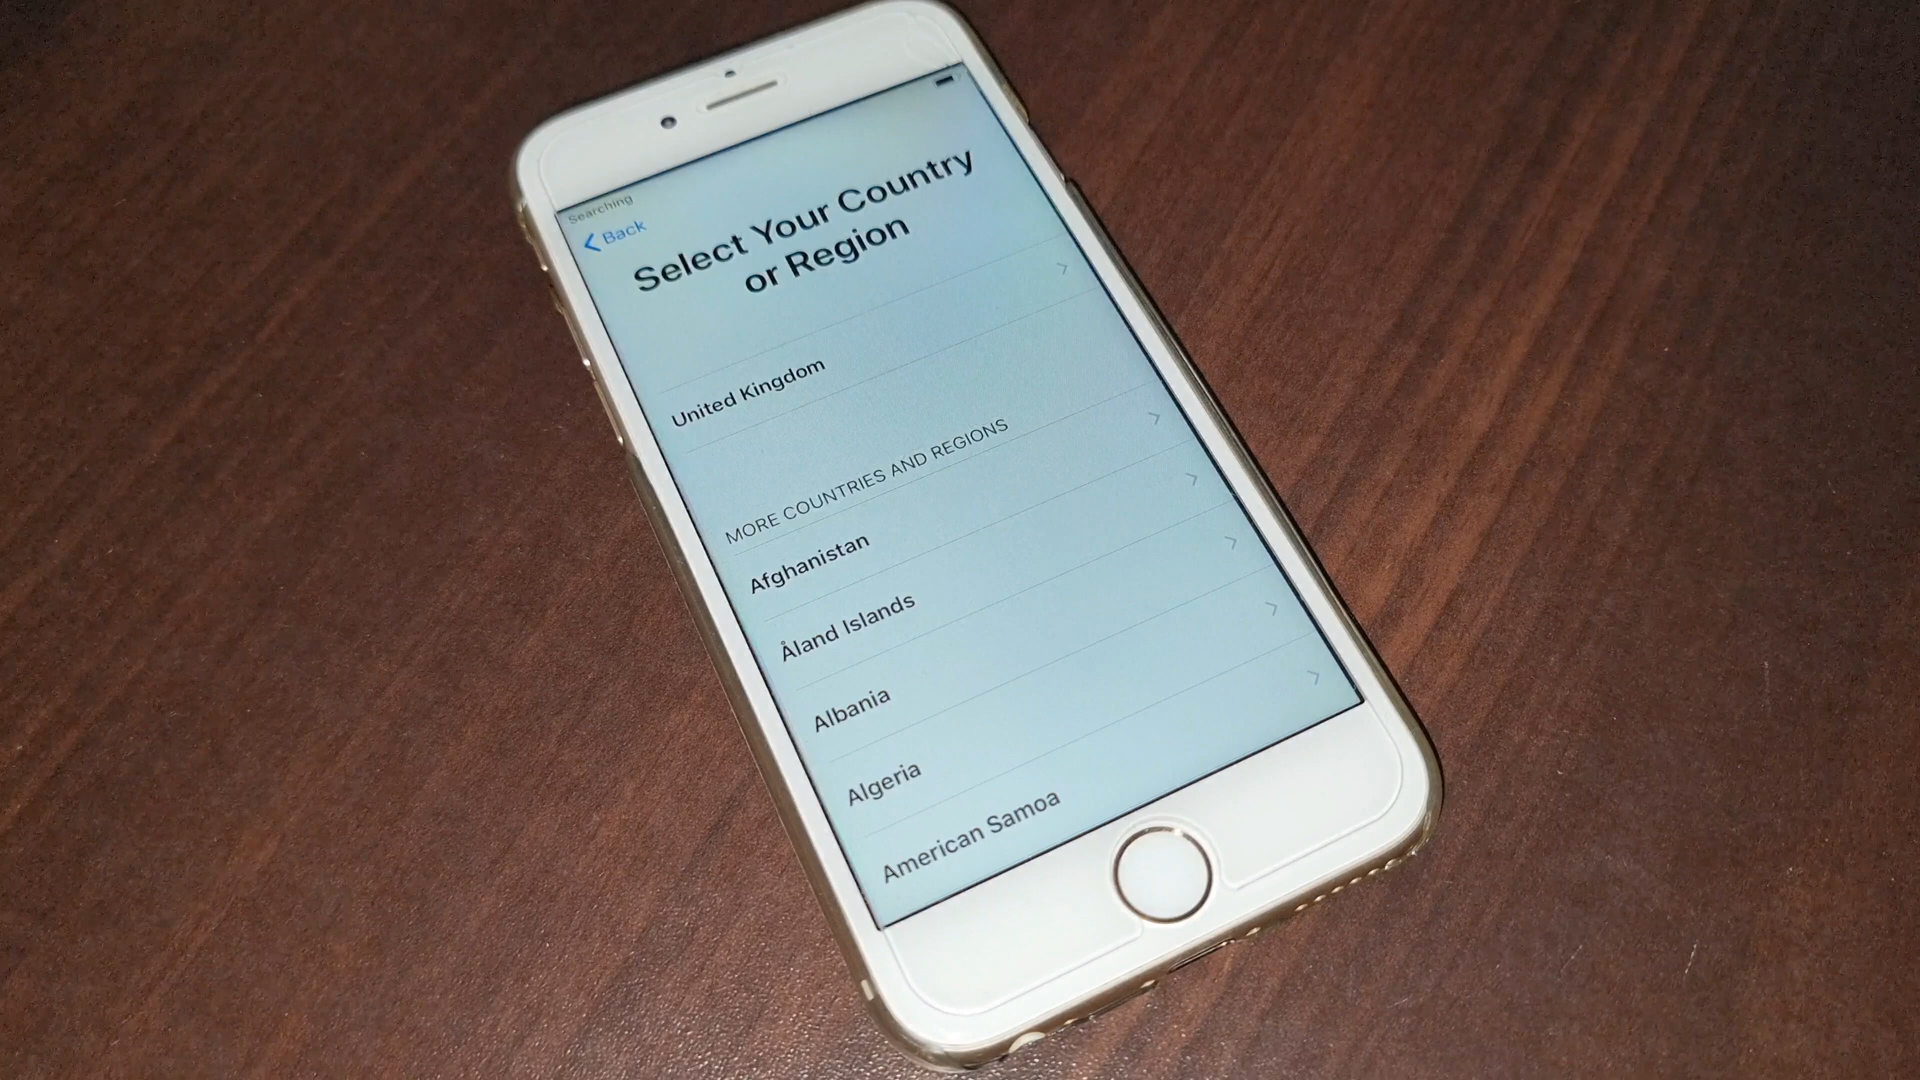 Searching
Back
Select Your Country
or Region
United Kingdom
MORE COUNTRIES AND REGIONS
Afghanistan
Åland Islands
Albania
Algeria
American Samoa